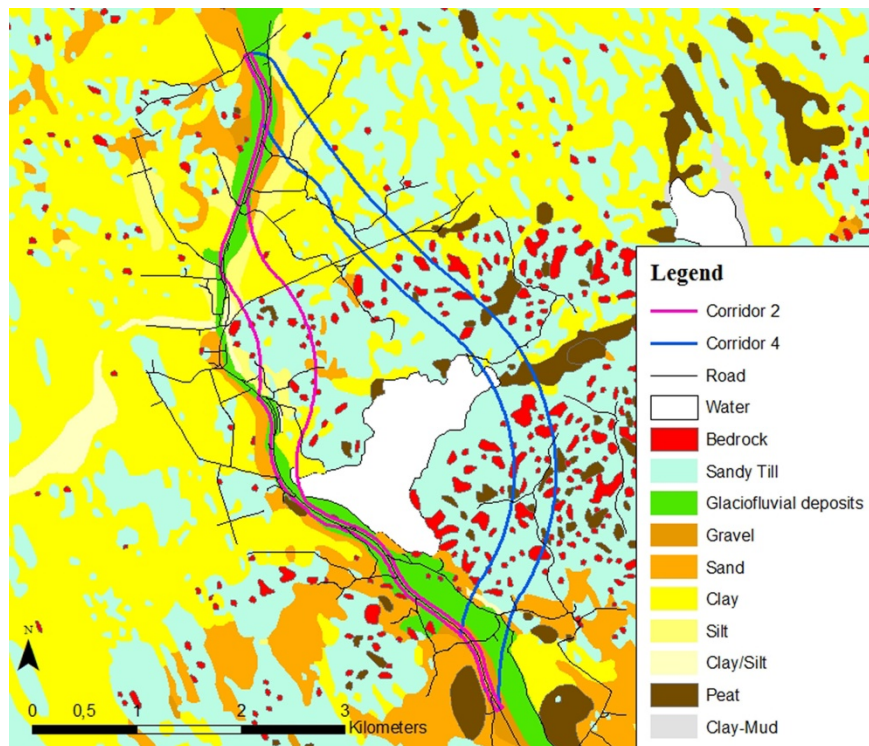 Legend
Corridor 2
Corridor 4
Road
Water
Bedrock
Sandy Till
Glaciofluvial deposits
Gravel
Sand
Clay
Silt
Clay/Silt
Peat
Clay-Mud
N
0 0,5 1 2 3
Kilometers